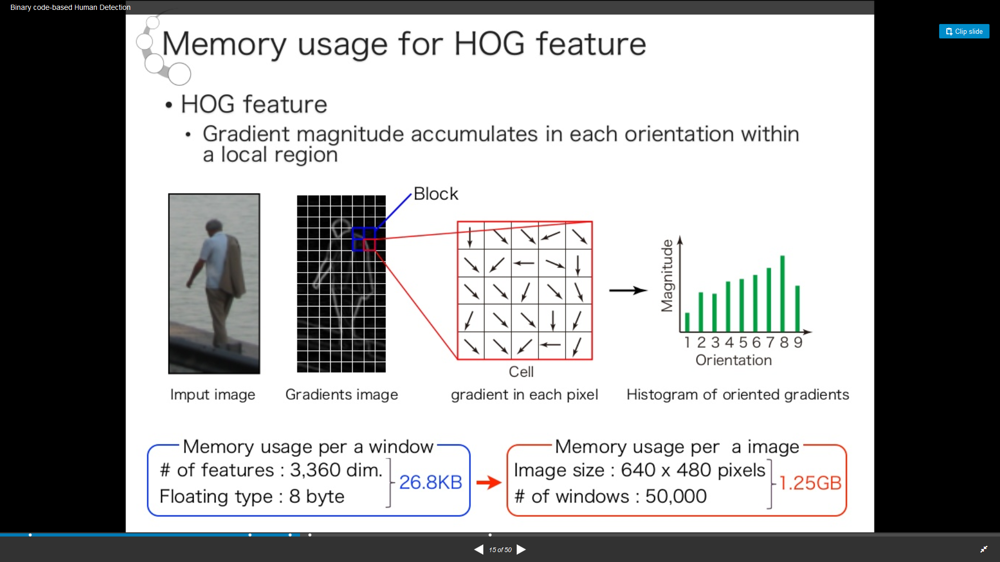 Binary code-based Human Detection
Clip slide
Memory usage for HOG feature
• HOG feature
• Gradient magnitude accumulates in each orientation within
a local region
Block
Cell
Magnitude
1 2 3 4 5 6 7 8 9
Orientation
Imput image
Gradients image
gradient in each pixel
Histogram of oriented gradients
Memory usage per a window
# of features : 3,360 dim.
Floating type : 8 byte
26.8KB
Memory usage per a image
Image size : 640 x 480 pixels
# of windows : 50,000
1.25GB
15 of 50